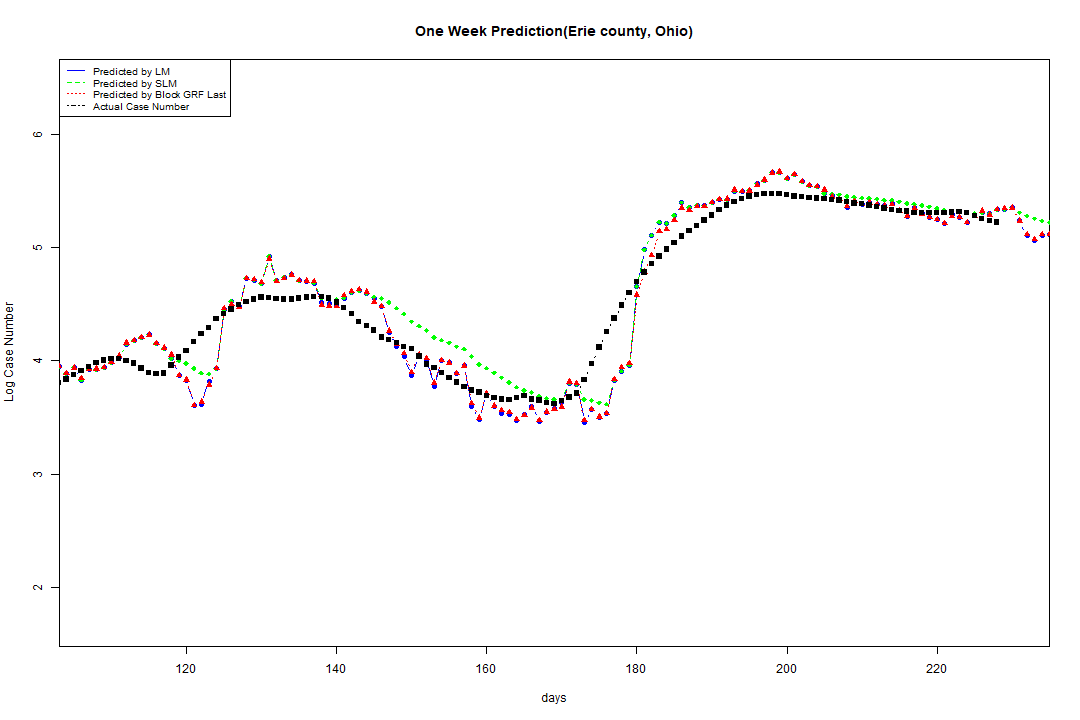 One Week Prediction(Erie county, Ohio)
Predicted by LM
Predicted by SLM
Predicted by Block GRF Last
Actual Case Number
6
5
4
3
2
Log Case Number
120 140 160 180 200 220
days